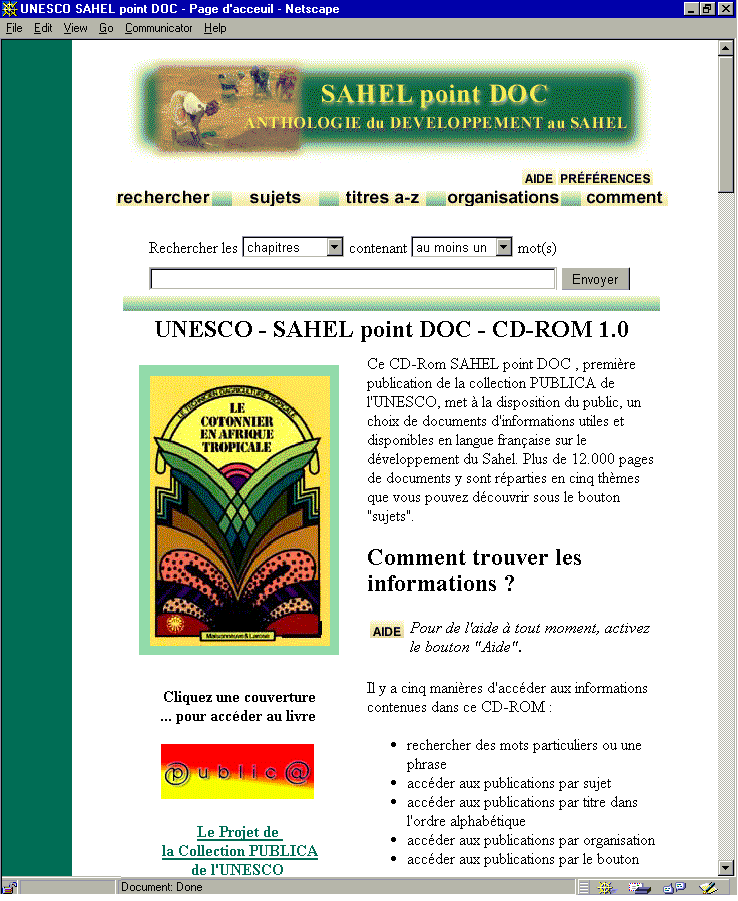 UNESCO SAHEL point DOC - Page d'acceuil - Netscape
File Edit View Go Communicator Help
SAHEL point DOC
ANTHOLOGIE du DEVELOPPEMENT au SAHEL
AIDE PRÉFÉRENCES
rechercher sujets titres a-z organisations comment
Rechercher les chapitres contenant au moins un mot(s)
Envoyer
UNESCO - SAHEL point DOC - CD-ROM 1.0
LE TECHNICIEN D'AGRICULTURE TROPICALE
LE
COTONNIER
EN AFRIQUE
TROPICALE
Maisonneuve & Larose
Cliquez une couverture
... pour accéder au livre
public@
Le Projet de
la Collection PUBLICA
de l'UNESCO
Ce CD-Rom SAHEL point DOC , première
publication de la collection PUBLICA de
l'UNESCO, met à la disposition du public, un
choix de documents d'informations utiles et
disponibles en langue française sur le
développement du Sahel. Plus de 12.000 pages
de documents y sont réparties en cinq thèmes
que vous pouvez découvrir sous le bouton
"sujets".
Comment trouver les
informations ?
AIDE Pour de l'aide à tout moment, activez
le bouton "Aide".
Il y a cinq manières d'accéder aux informations
contenues dans ce CD-ROM :
• rechercher des mots particuliers ou une
phrase
• accéder aux publications par sujet
• accéder aux publications par titre dans
l'ordre alphabétique
• accéder aux publications par organisation
• accéder aux publications par le bouton
Document: Done